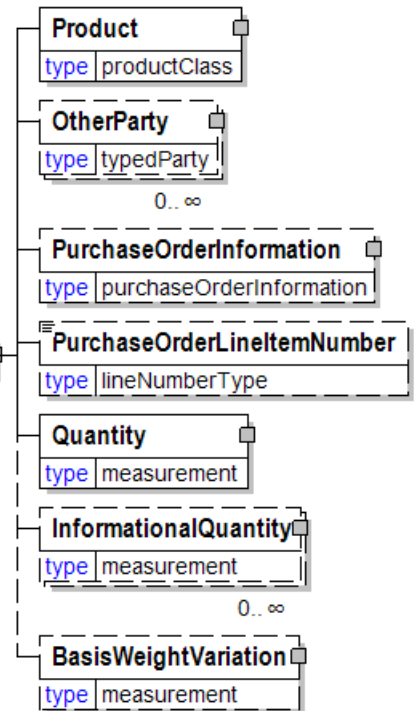 Product
type productClass
OtherParty
type typedParty
0.. ∞
PurchaseOrderInformation
type purchaseOrderInformation
PurchaseOrderLineItemNumber
type lineNumberType
Quantity
type measurement
InformationalQuantity
type measurement
0.. ∞
BasisWeightVariation
type measurement